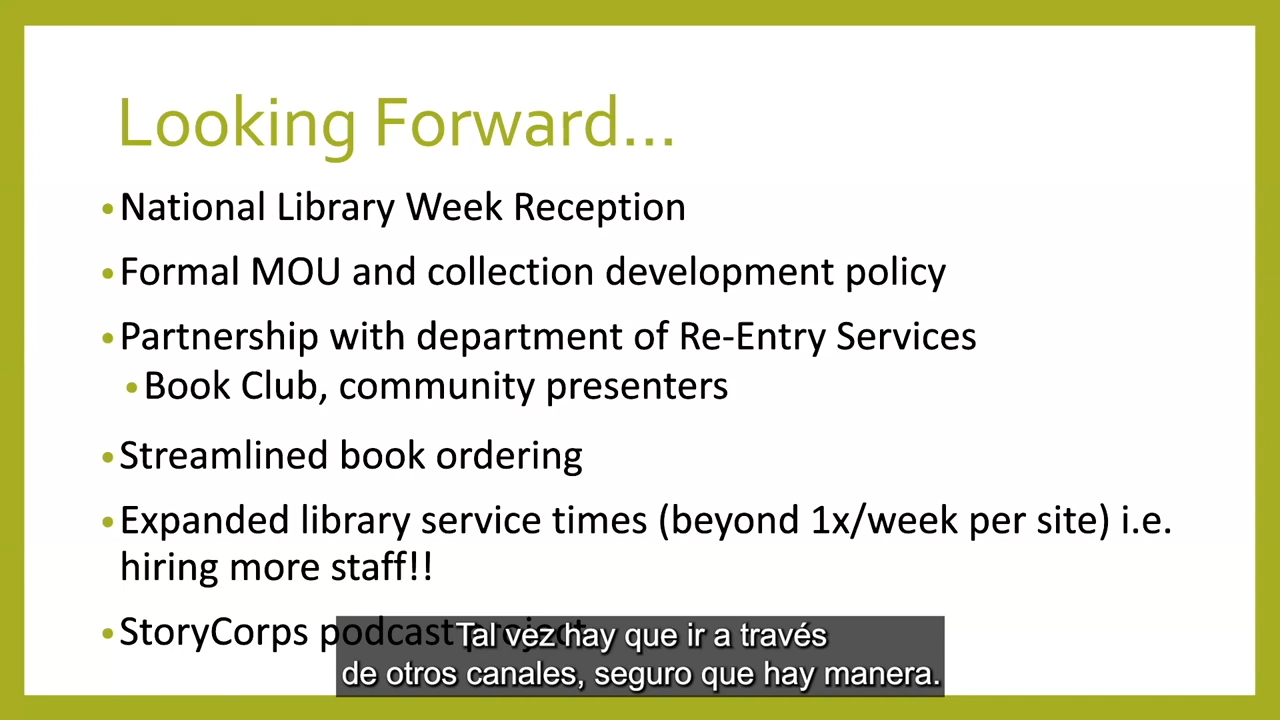 Looking Forward...
•National Library Week Reception
•Formal MOU and collection development policy
•Partnership with department of Re-Entry Services
•Book Club, community presenters
•Streamlined book ordering
•Expanded library service times (beyond 1x/week per site) i.e.
hiring more staff!!
•StoryCorps podcast project
Tal vez hay que ir a través
de otros canales, seguro que hay manera.